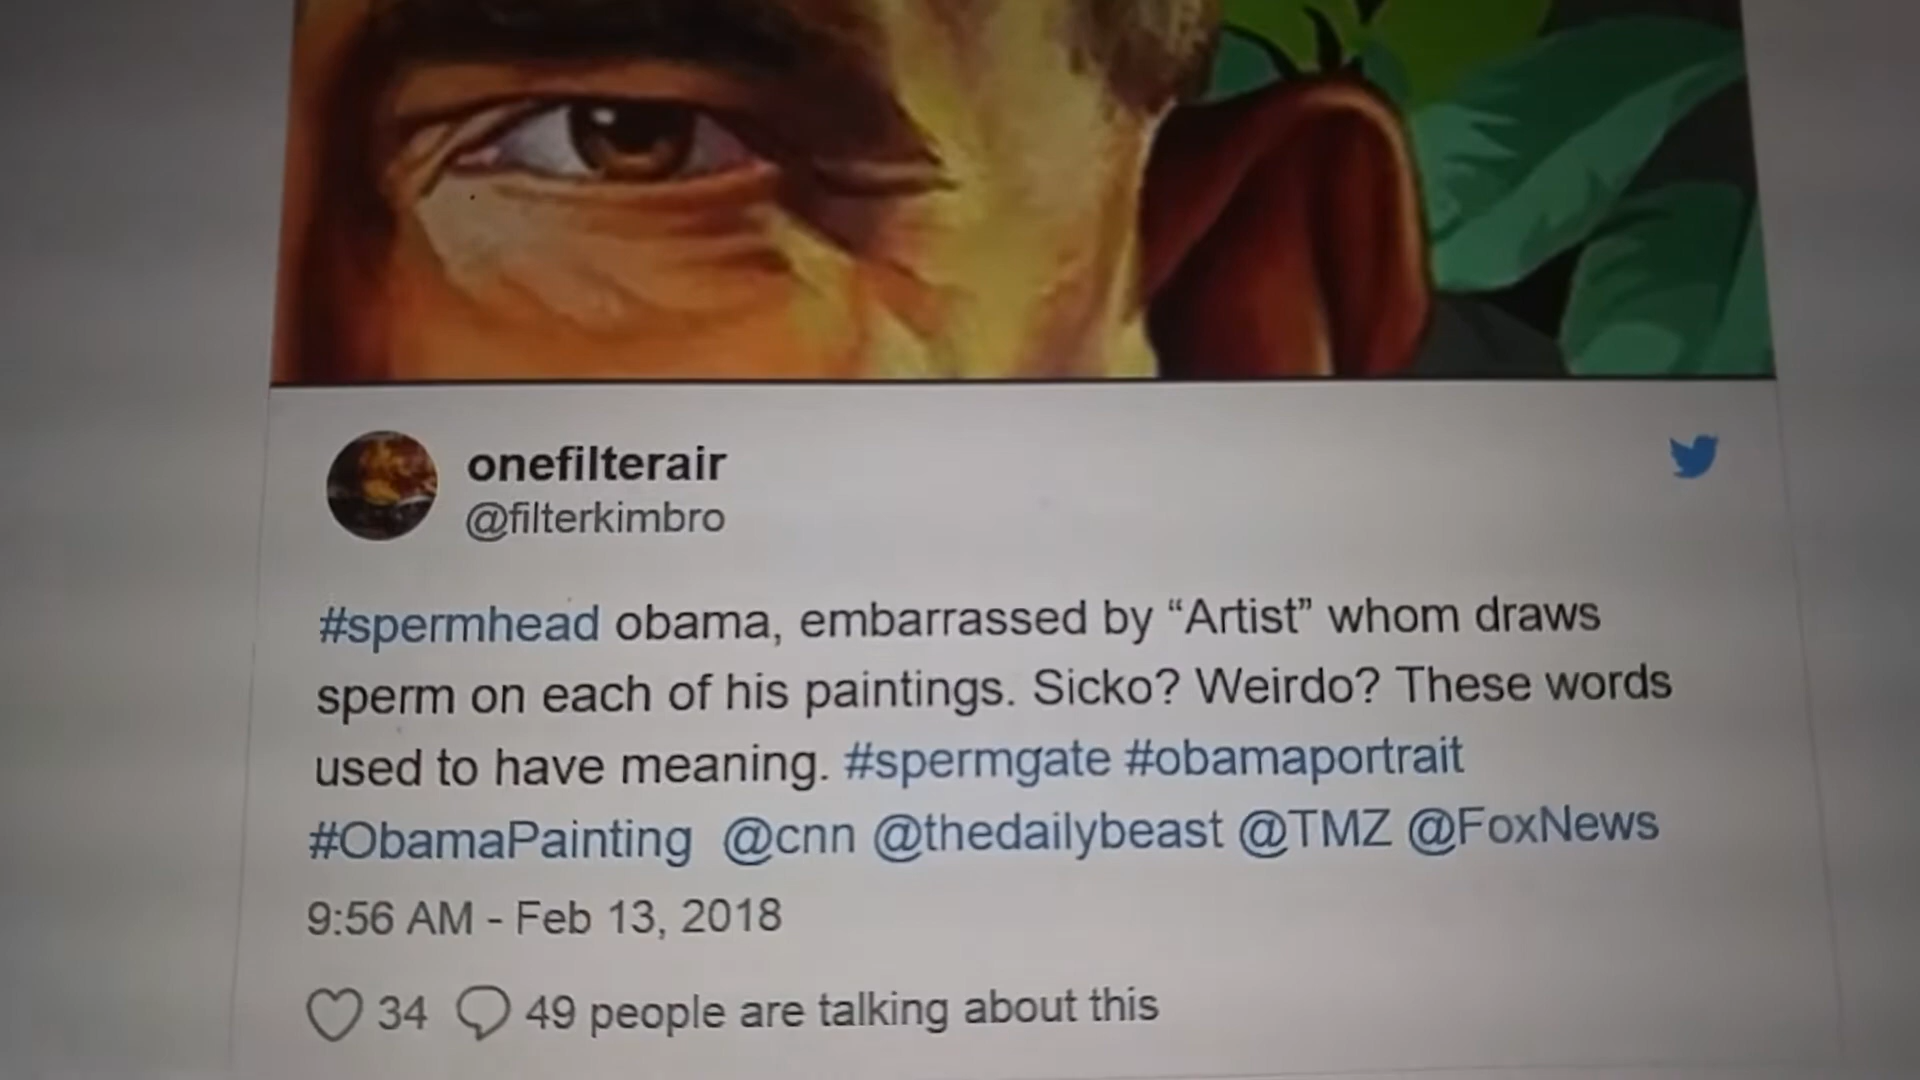 onefilterair
@filterkimbro
#spermhead obama, embarrassed by “Artist” whom draws
sperm on each of his paintings. Sicko? Weirdo? These words
used to have meaning. #spermgate #obamaportrait
#ObamaPainting @cnn @thedailybeast @TMZ @FoxNews
9:56 AM - Feb 13, 2018
34 49 people are talking about this